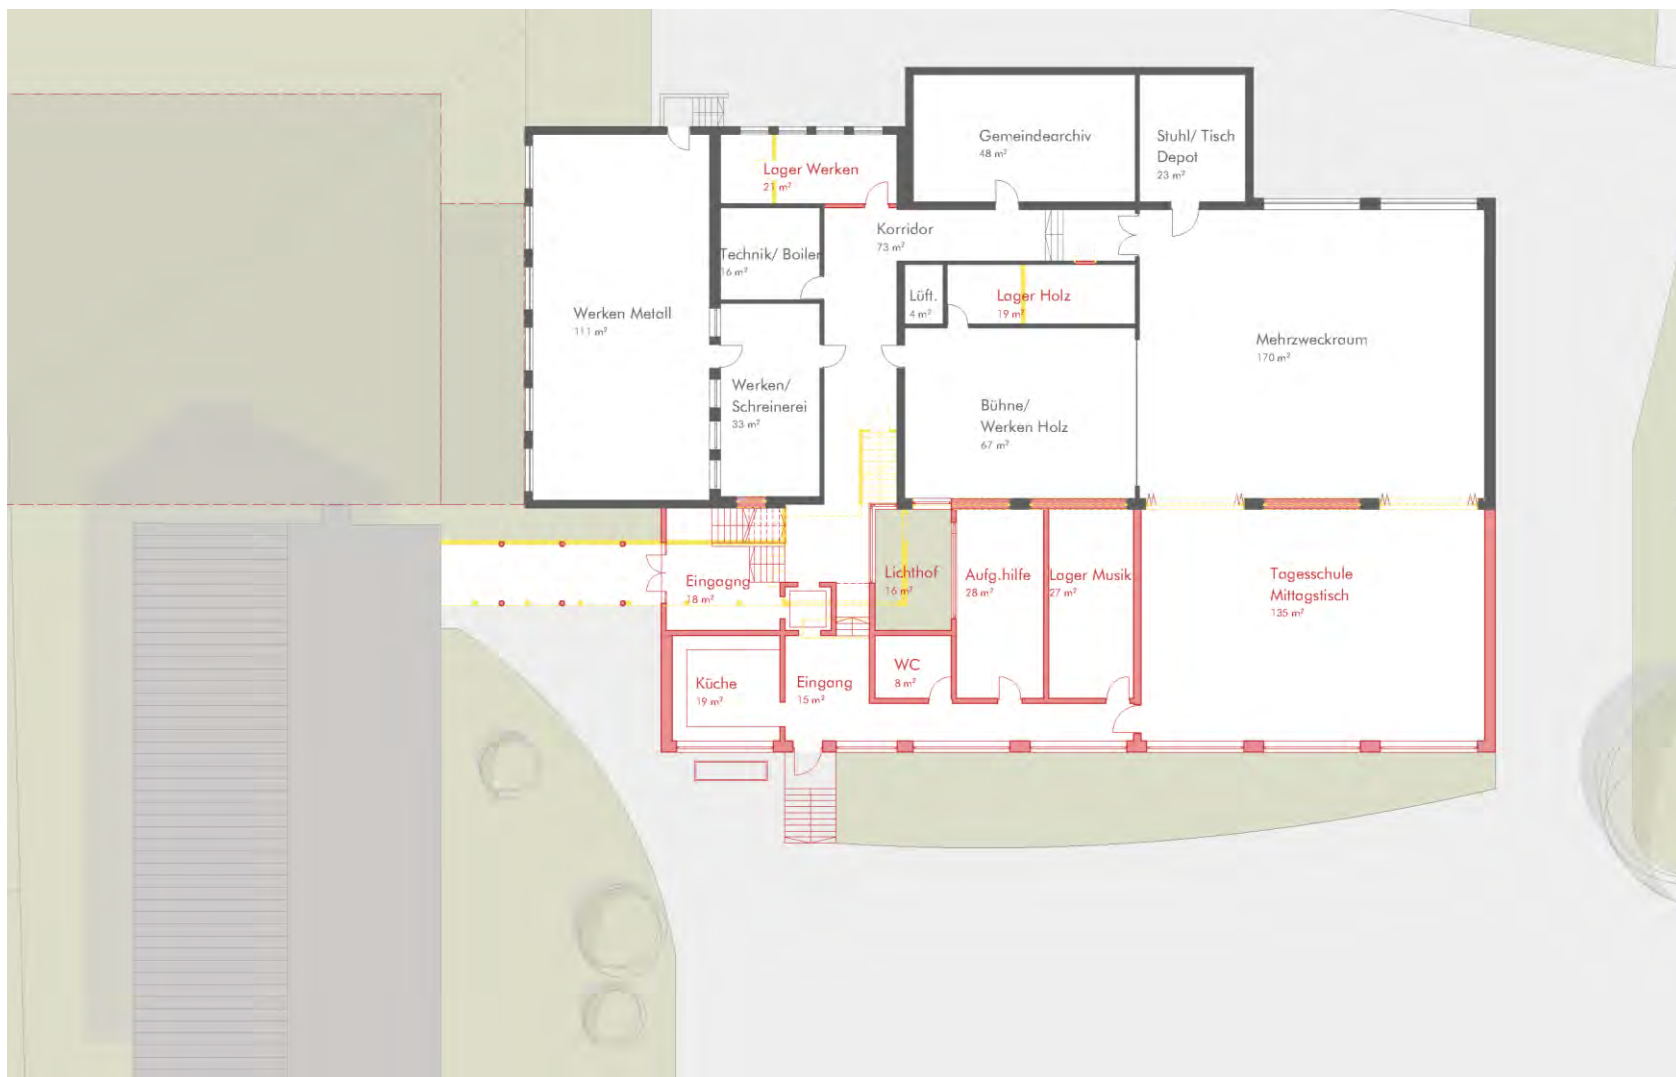 Gemeindearchiv
48 m²
Stuhl/ Tisch
Depot
23 m²
Lager Werken
21 m²
Korridor
73 m²
Technik/ Boiler
16 m²
Lüft.
4 m²
Lager Holz
19 m²
Werken Metall
111 m²
Mehrzweckraum
170 m²
Werken/
Schreinerei
33 m²
Bühne/
Werken Holz
67 m²
Eingagng
18 m²
Lichthof
16 m²
Aufg.hilfe
28 m²
Lager Musik
27 m²
Tagesschule
Mittagstisch
135 m²
Küche
19 m²
Eingang
15 m²
WC
8 m²